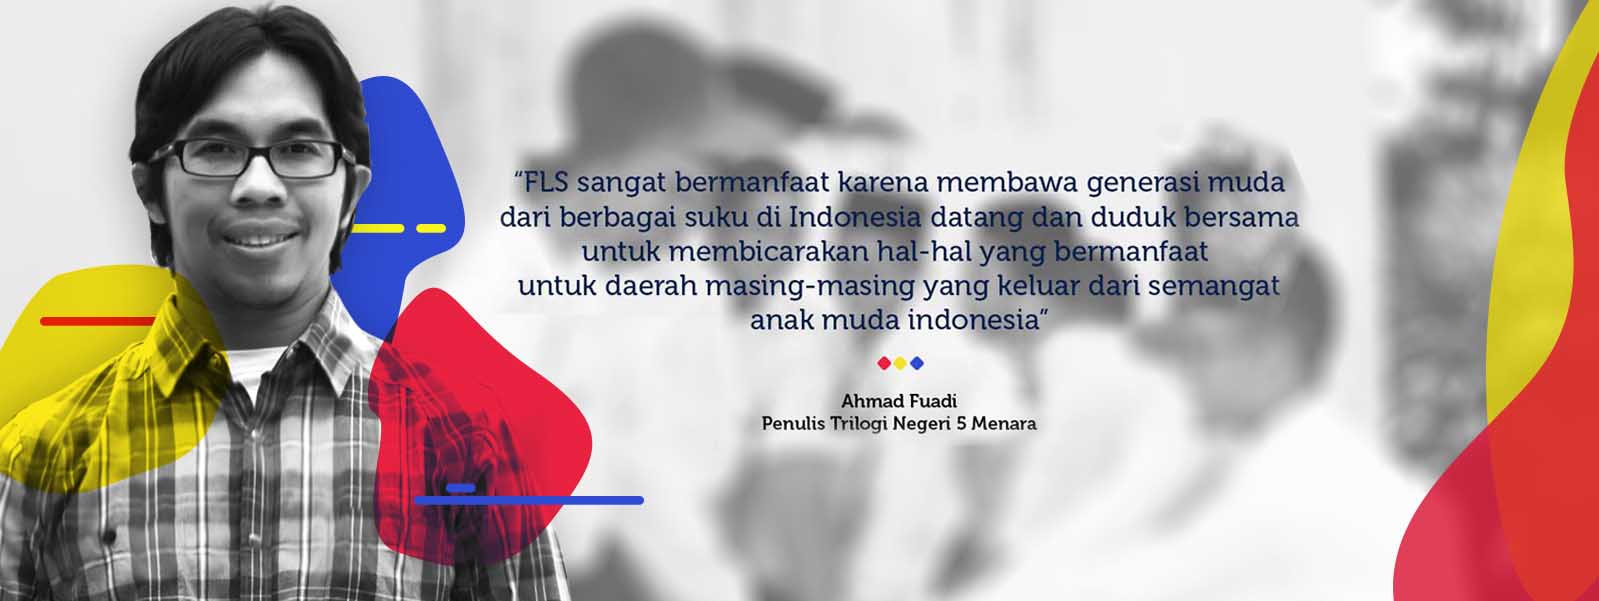 “FLS sangat bermanfaat karena membawa generasi muda
dari berbagai suku di Indonesia datang dan duduk bersama
untuk membicarakan hal-hal yang bermanfaat
untuk daerah masing-masing yang keluar dari semangat
anak muda indonesia”
Ahmad Fuadi
Penulis Trilogi Negeri 5 Menara